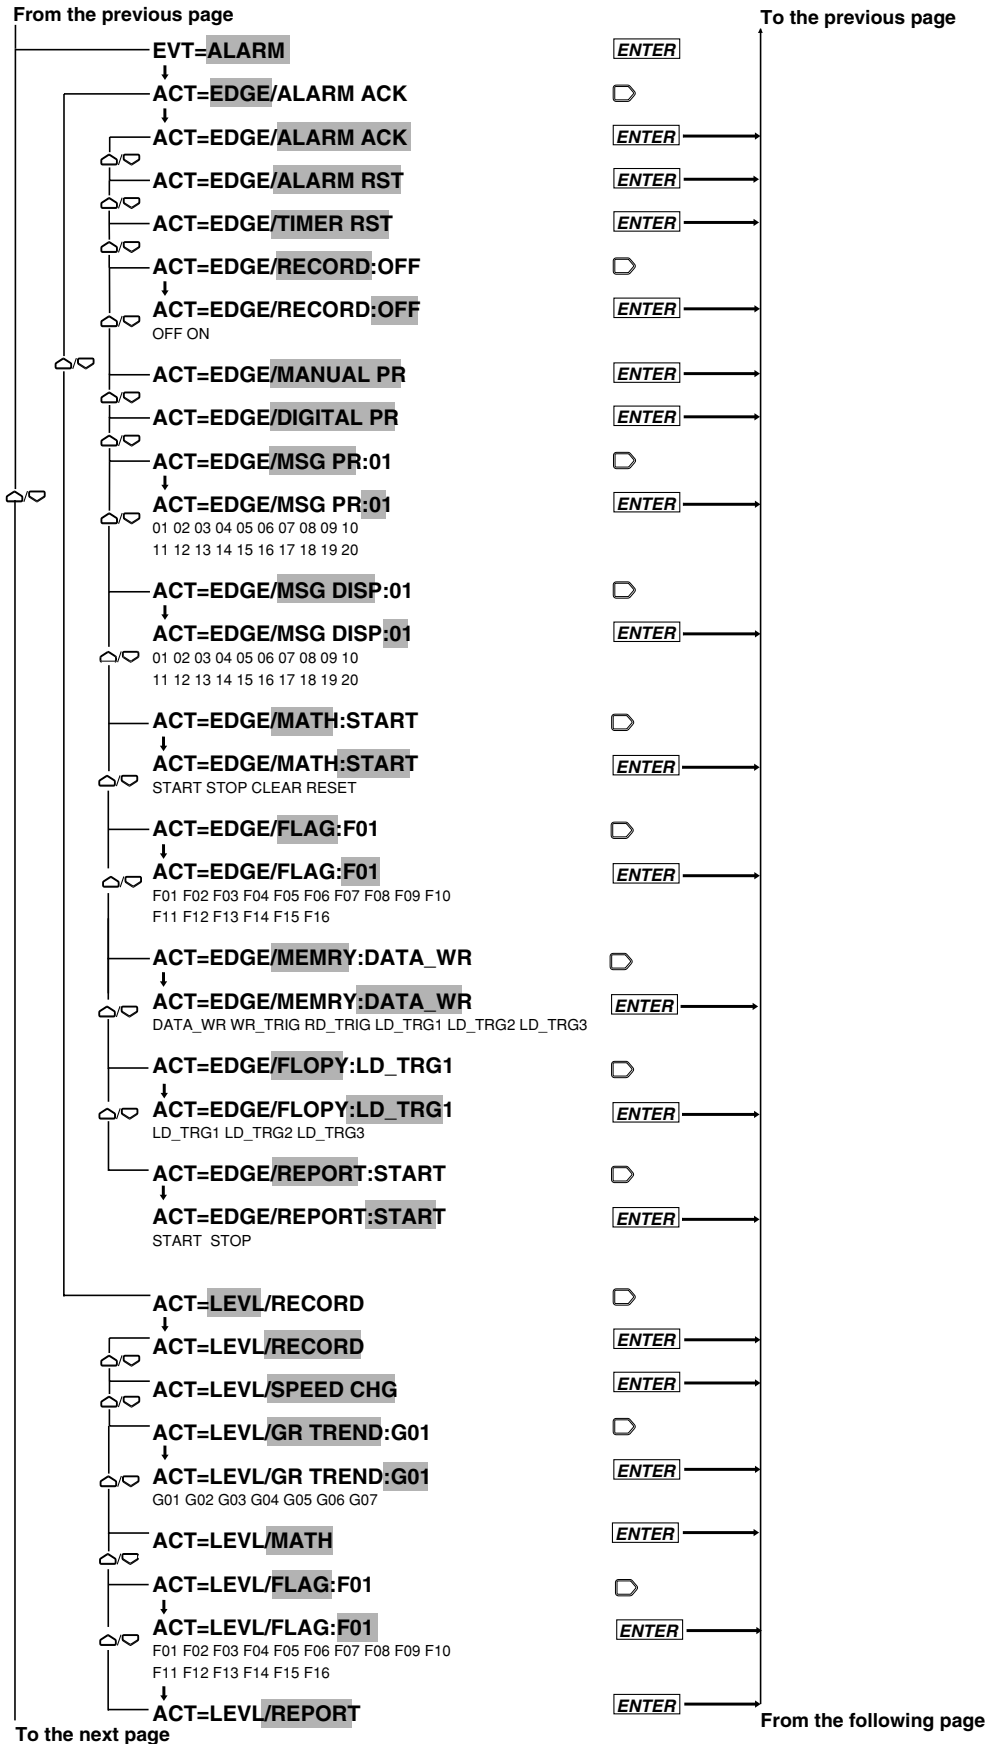 From the previous page
To the previous page
EVT=ALARM ENTER
ACT=EDGE/ALARM ACK
ACT=EDGE/ALARM ACK ENTER
ACT=EDGE/ALARM RST ENTER
ACT=EDGE/TIMER RST ENTER
ACT=EDGE/RECORD:OFF
ACT=EDGE/RECORD:OFF ENTER
OFF ON
ACT=EDGE/MANUAL PR ENTER
ACT=EDGE/DIGITAL PR ENTER
ACT=EDGE/MSG PR:01
ACT=EDGE/MSG PR:01 ENTER
01 02 03 04 05 06 07 08 09 10
11 12 13 14 15 16 17 18 19 20
ACT=EDGE/MSG DISP:01
ACT=EDGE/MSG DISP:01 ENTER
01 02 03 04 05 06 07 08 09 10
11 12 13 14 15 16 17 18 19 20
ACT=EDGE/MATH:START
ACT=EDGE/MATH:START ENTER
START STOP CLEAR RESET
ACT=EDGE/FLAG:F01
ACT=EDGE/FLAG:F01 ENTER
F01 F02 F03 F04 F05 F06 F07 F08 F09 F10
F11 F12 F13 F14 F15 F16
ACT=EDGE/MEMRY:DATA_WR
ACT=EDGE/MEMRY:DATA_WR ENTER
DATA_WR WR_TRIG RD_TRIG LD_TRG1 LD_TRG2 LD_TRG3
ACT=EDGE/FLOPY:LD_TRG1
ACT=EDGE/FLOPY:LD_TRG1 ENTER
LD_TRG1 LD_TRG2 LD_TRG3
ACT=EDGE/REPORT:START
ACT=EDGE/REPORT:START ENTER
START STOP
ACT=LEVL/RECORD
ACT=LEVL/RECORD ENTER
ACT=LEVL/SPEED CHG ENTER
ACT=LEVL/GR TREND:G01
ACT=LEVL/GR TREND:G01 ENTER
G01 G02 G03 G04 G05 G06 G07
ACT=LEVL/MATH ENTER
ACT=LEVL/FLAG:F01
ACT=LEVL/FLAG:F01 ENTER
F01 F02 F03 F04 F05 F06 F07 F08 F09 F10
F11 F12 F13 F14 F15 F16
ACT=LEVL/REPORT ENTER
To the next page
From the following page